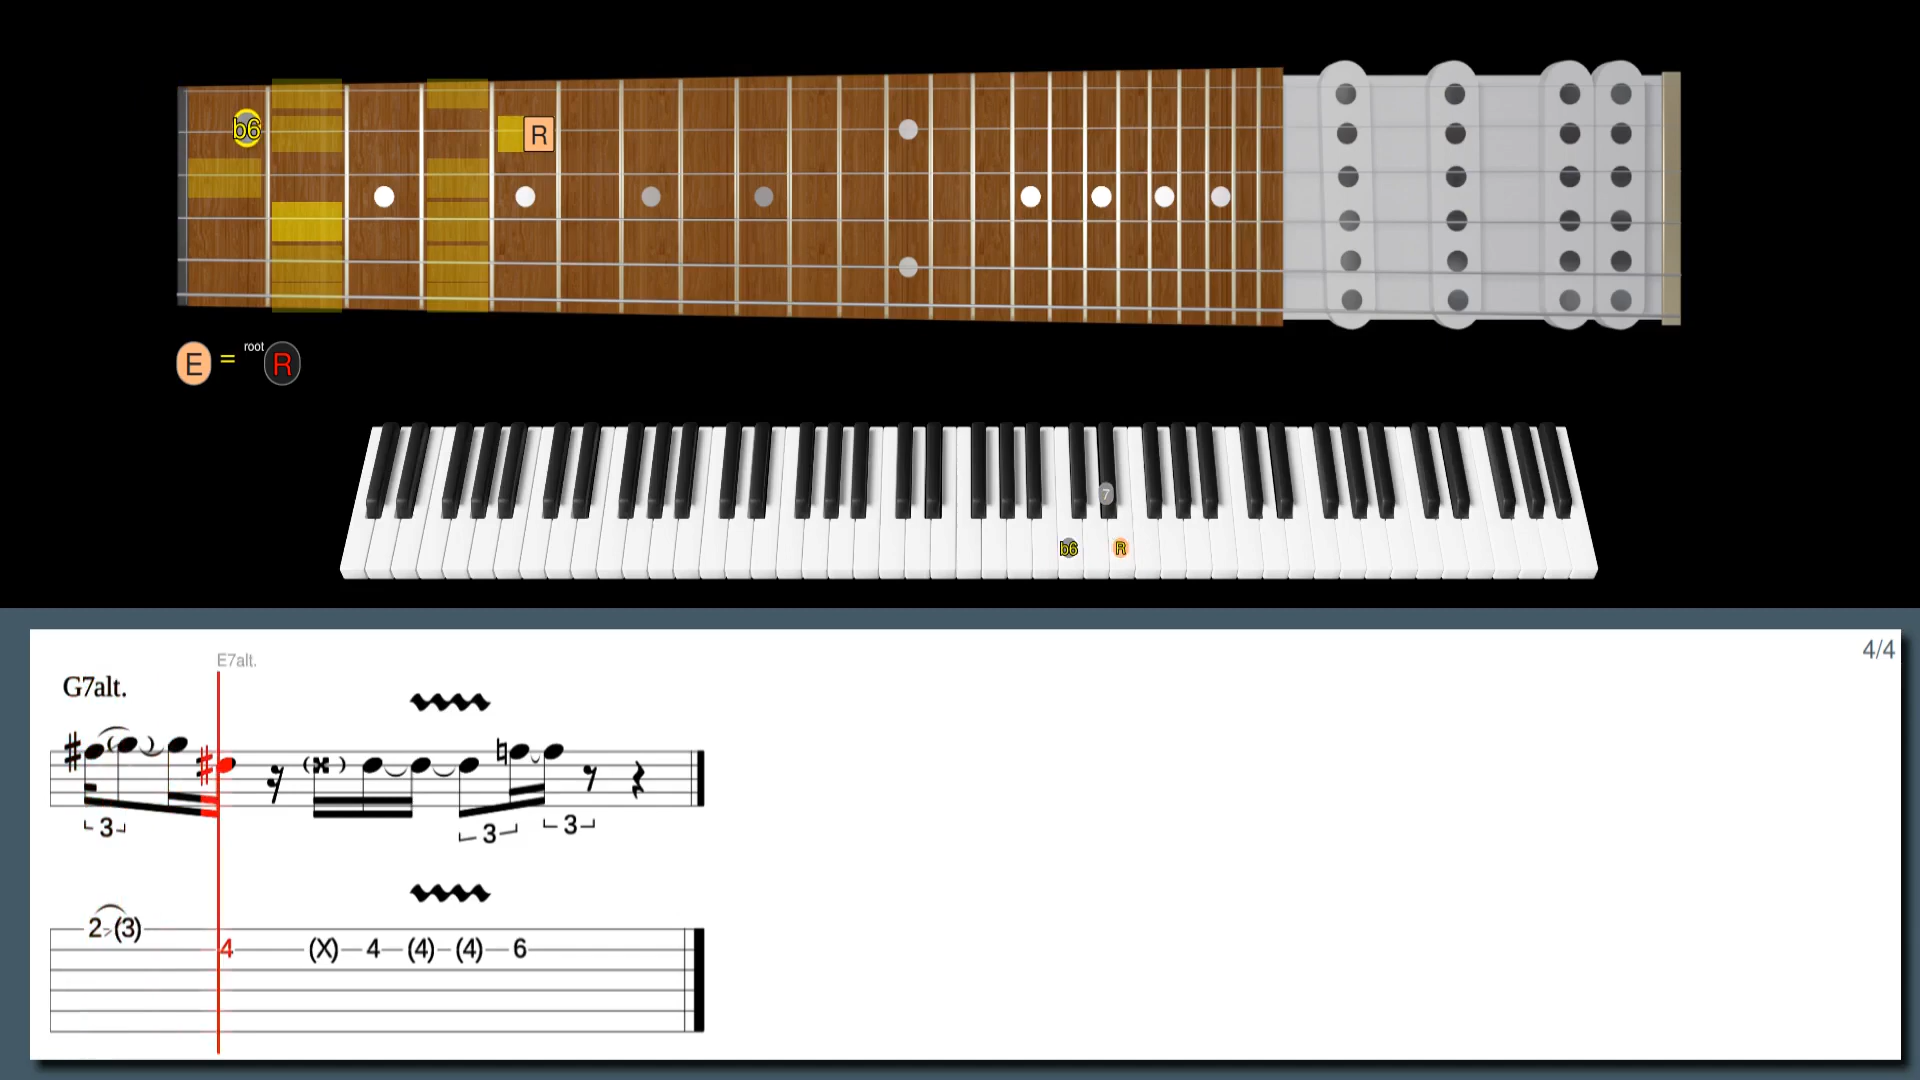 b6 R
E = root R
7
b6 R
4/4
E7alt.
G7alt.
3 3 3
2 (3)
4 (X) 4 (4) (4) 6